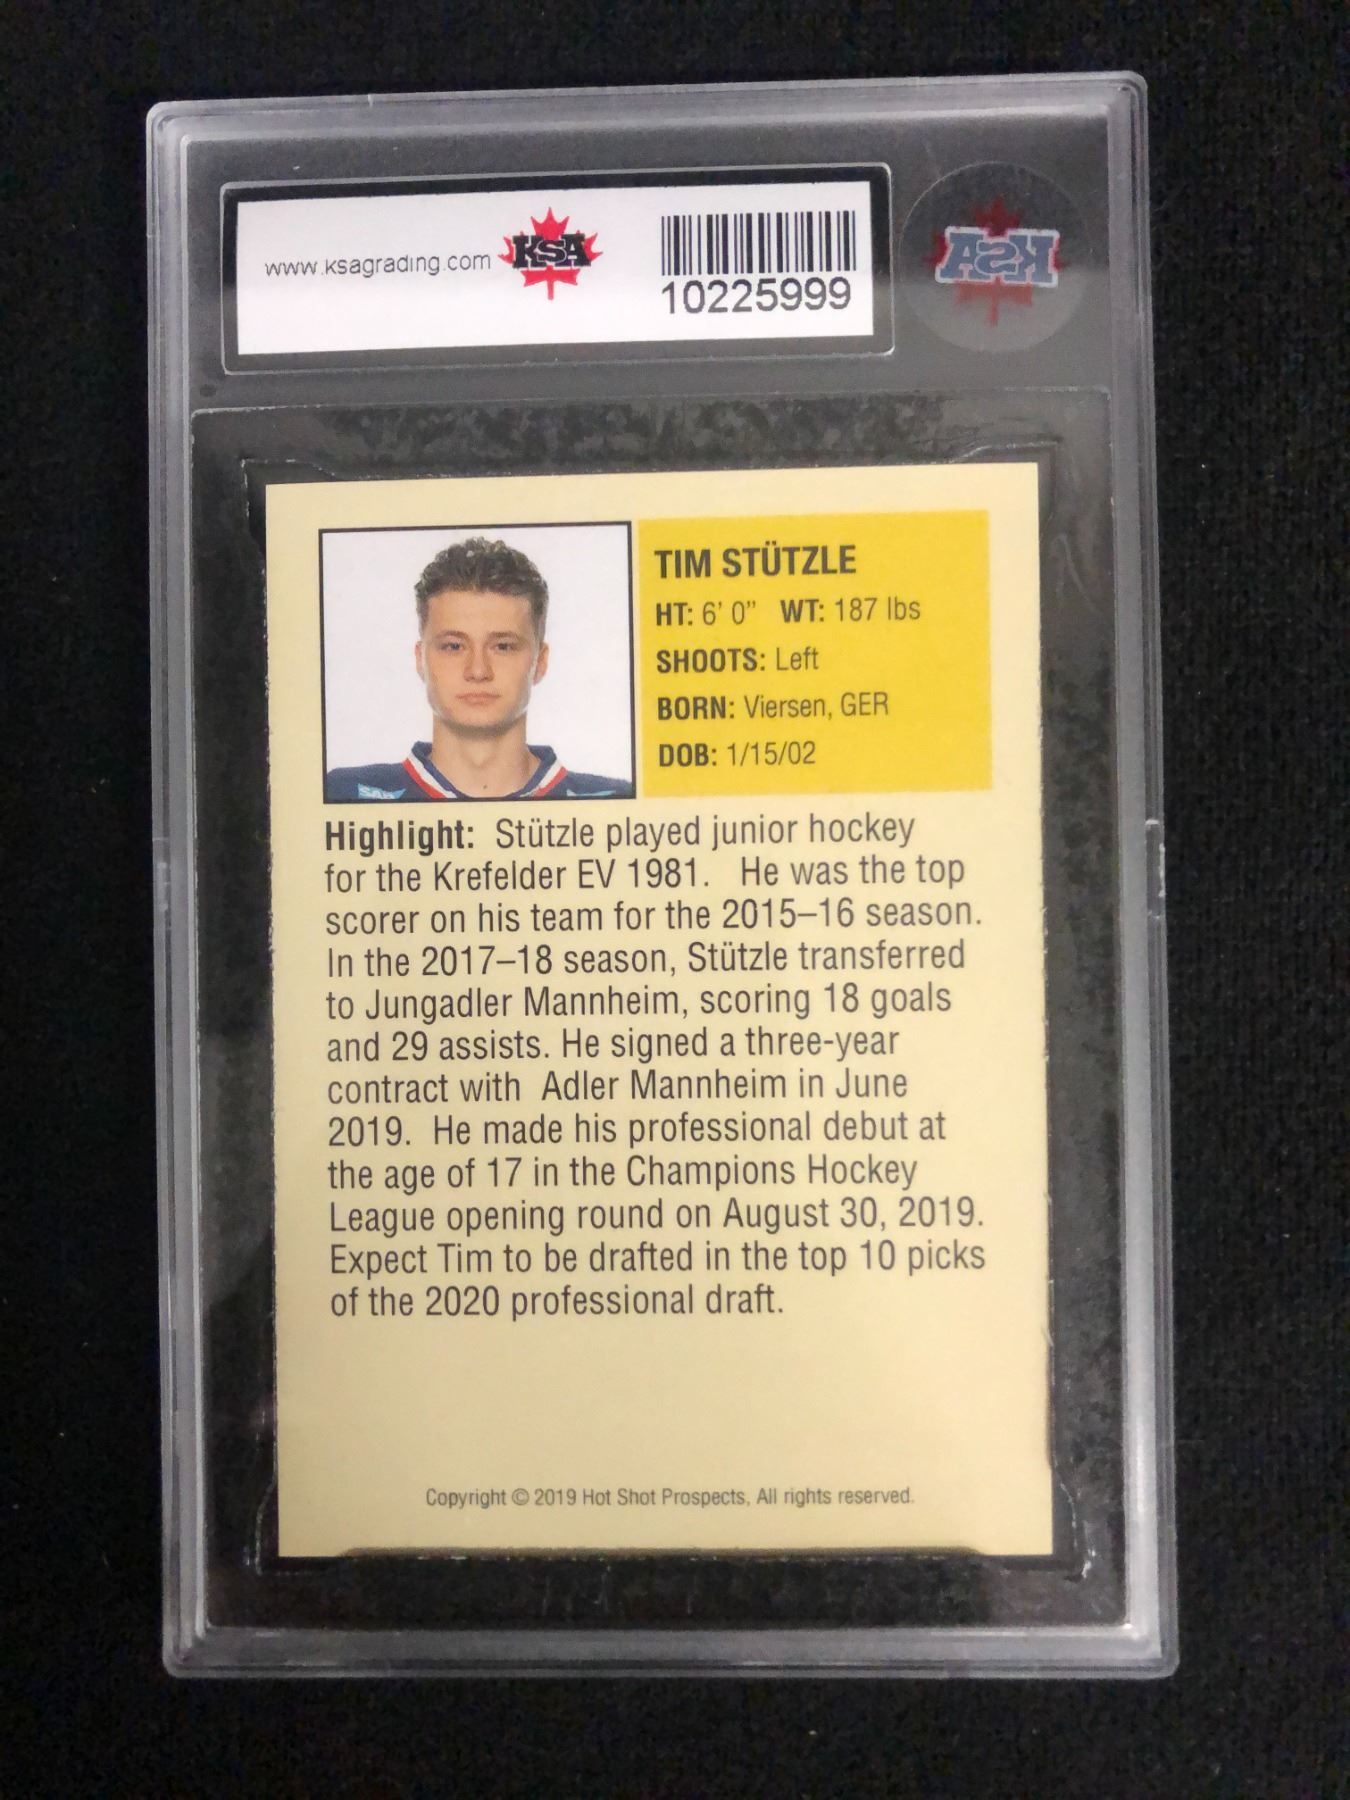 www.ksagrading.com
KSA
10225999
KSA
TIM STÜTZLE
HT: 6' 0" WT: 187 lbs
SHOOTS: Left
BORN: Viersen, GER
DOB: 1/15/02
SAP
Highlight: Stützle played junior hockey
for the Krefelder EV 1981. He was the top
scorer on his team for the 2015–16 season.
In the 2017–18 season, Stützle transferred
to Jungadler Mannheim, scoring 18 goals
and 29 assists. He signed a three-year
contract with Adler Mannheim in June
2019. He made his professional debut at
the age of 17 in the Champions Hockey
League opening round on August 30, 2019.
Expect Tim to be drafted in the top 10 picks
of the 2020 professional draft.
Copyright © 2019 Hot Shot Prospects, All rights reserved.